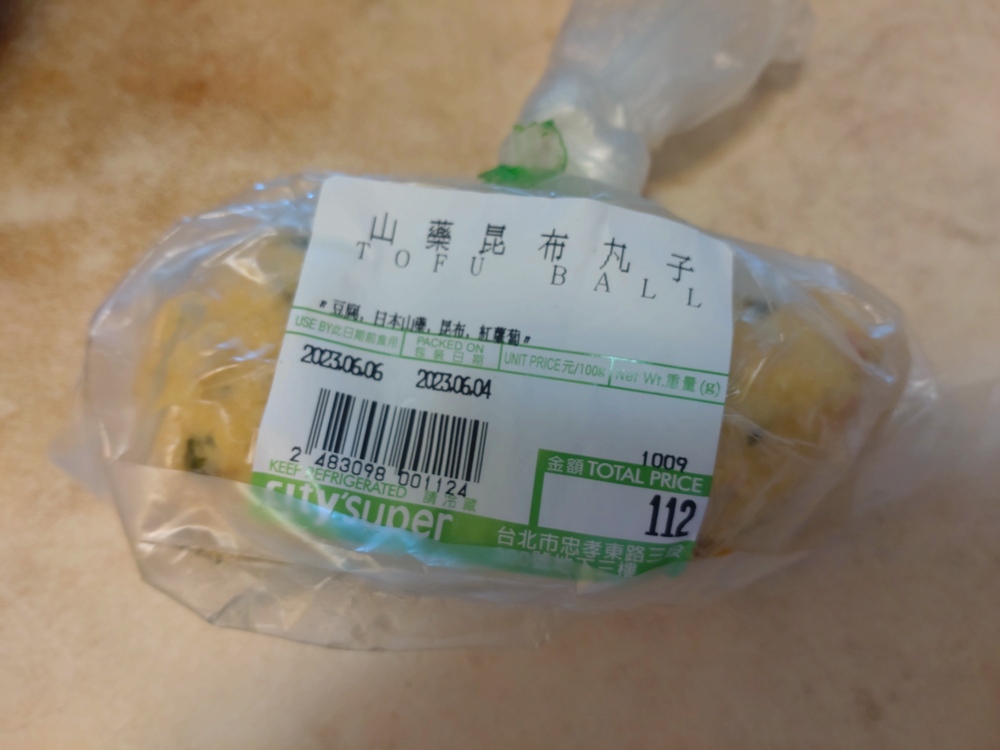 山藥昆布丸子
TOFU BALL
"豆腐, 日本山藥, 昆布, 紅蘿蔔"
USE BY此日期前食用 PACKED ON 包裝日期 UNIT PRICE元/100g Net Wt.重量(g)
2023.06.06 2023.06.04
1009
2 483098 001124
金額 TOTAL PRICE
112
KEEP REFRIGERATED 請冷藏
city'super
台北市忠孝東路三段